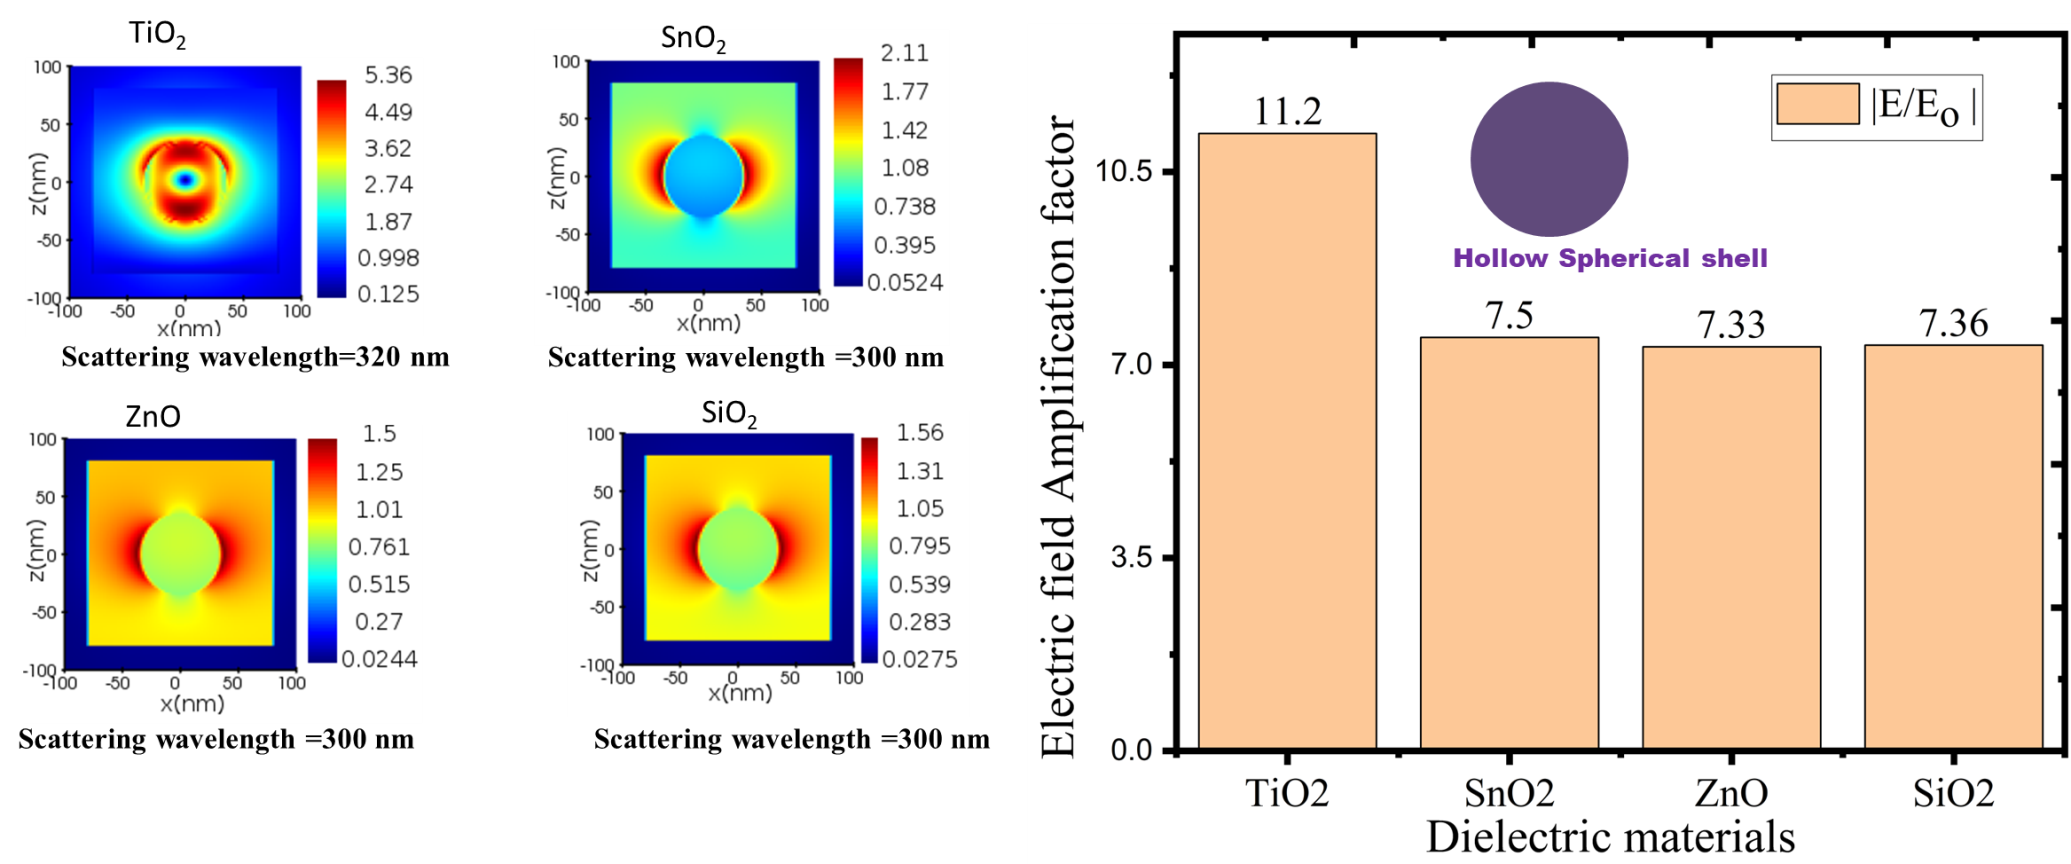 TiO₂
100
50
0
-50
-100
z(nm)
-100 -50 0 50 100
x(nm)
5.36
4.49
3.62
2.74
1.87
0.998
0.125
Scattering wavelength=320 nm
SnO₂
100
50
0
-50
-100
z(nm)
-100 -50 0 50 100
x(nm)
2.11
1.77
1.42
1.08
0.738
0.395
0.0524
Scattering wavelength =300 nm
ZnO
100
50
0
-50
-100
z(nm)
-100 -50 0 50 100
x(nm)
1.5
1.25
1.01
0.761
0.515
0.27
0.0244
Scattering wavelength =300 nm
SiO₂
100
50
0
-50
-100
z(nm)
-100 -50 0 50 100
x(nm)
1.56
1.31
1.05
0.795
0.539
0.283
0.0275
Scattering wavelength =300 nm
Electric field Amplification factor
10.5
7.0
3.5
0.0
11.2
7.5
7.33
7.36
Hollow Spherical shell
|E/Eₒ |
TiO2 SnO2 ZnO SiO2
Dielectric materials